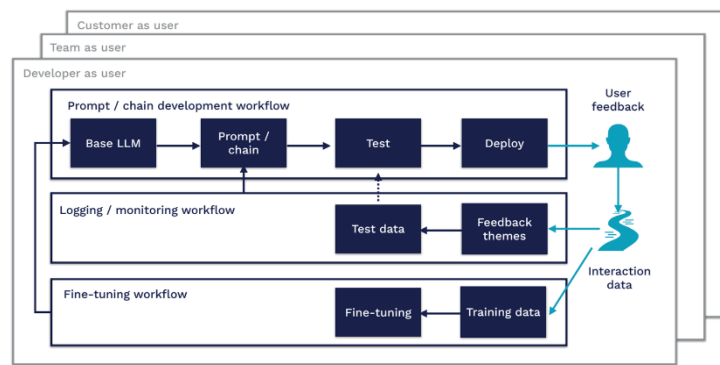 Customer as user
Team as user
Developer as user
Prompt / chain development workflow
Base LLM
Prompt /
chain
Test
Deploy
User
feedback
Logging / monitoring workflow
Test data
Feedback
themes
Interaction
data
Fine-tuning workflow
Fine-tuning
Training data